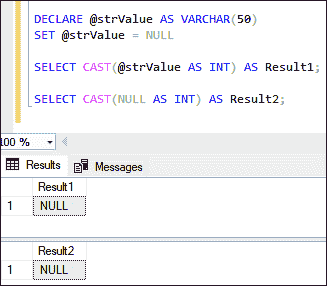 DECLARE @strValue AS VARCHAR(50)
SET @strValue = NULL
SELECT CAST(@strValue AS INT) AS Result1;
SELECT CAST(NULL AS INT) AS Result2;
100 %
Results Messages
Result1
1 NULL
Result2
1 NULL